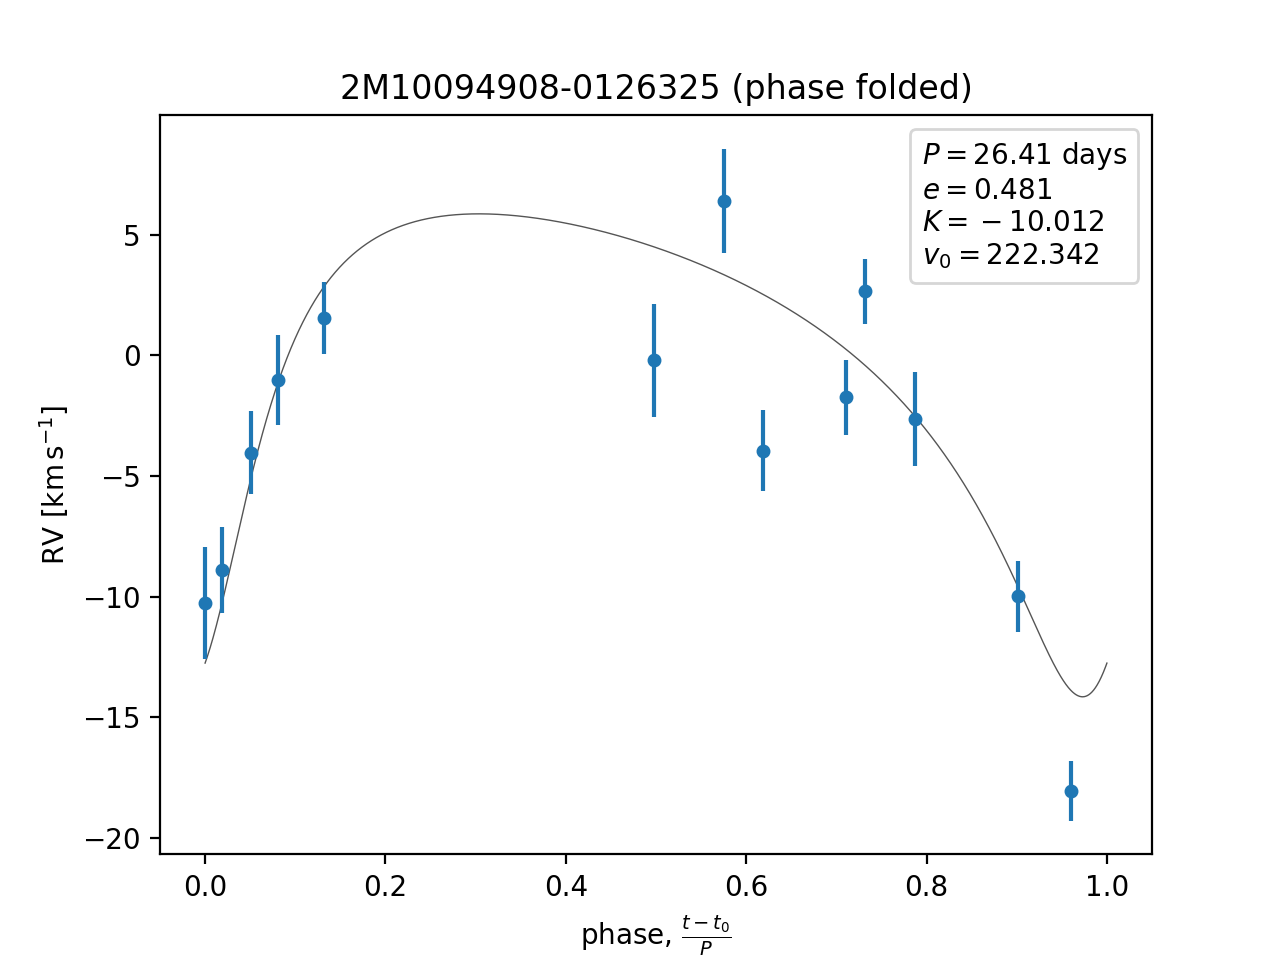 2M10094908-0126325 (phase folded)
P = 26.41 days
e = 0.481
K = −10.012
v₀ = 222.342
RV [km s⁻¹]
5
0
−5
−10
−15
−20
0.0 0.2 0.4 0.6 0.8 1.0
phase, (t − t₀)/P